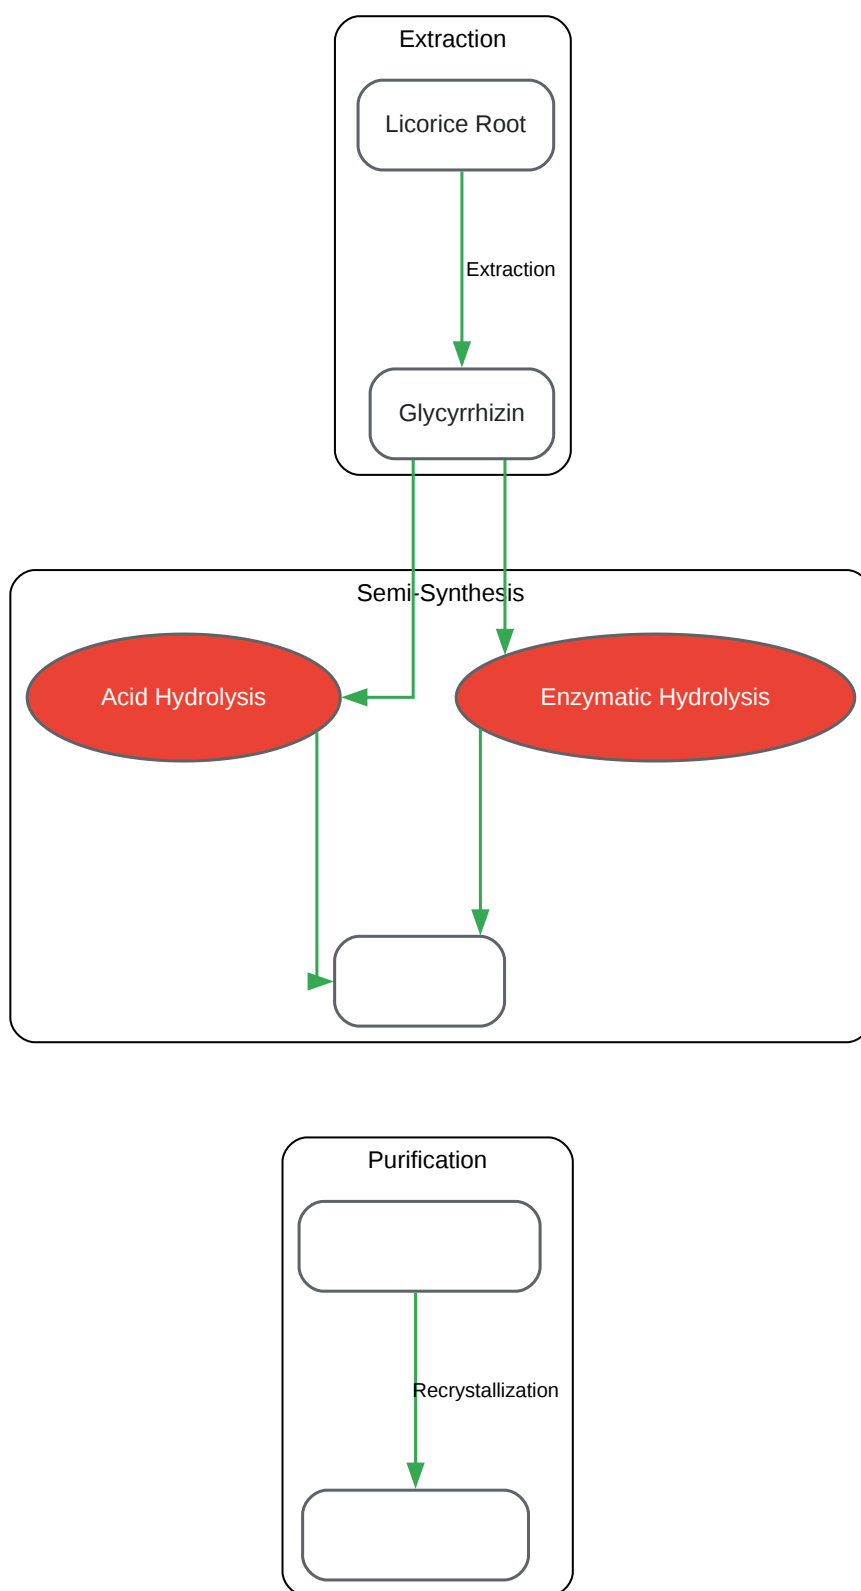 Extraction
Licorice Root
Extraction
Glycyrrhizin
Semi-Synthesis
Acid Hydrolysis
Enzymatic Hydrolysis
Purification
Recrystallization